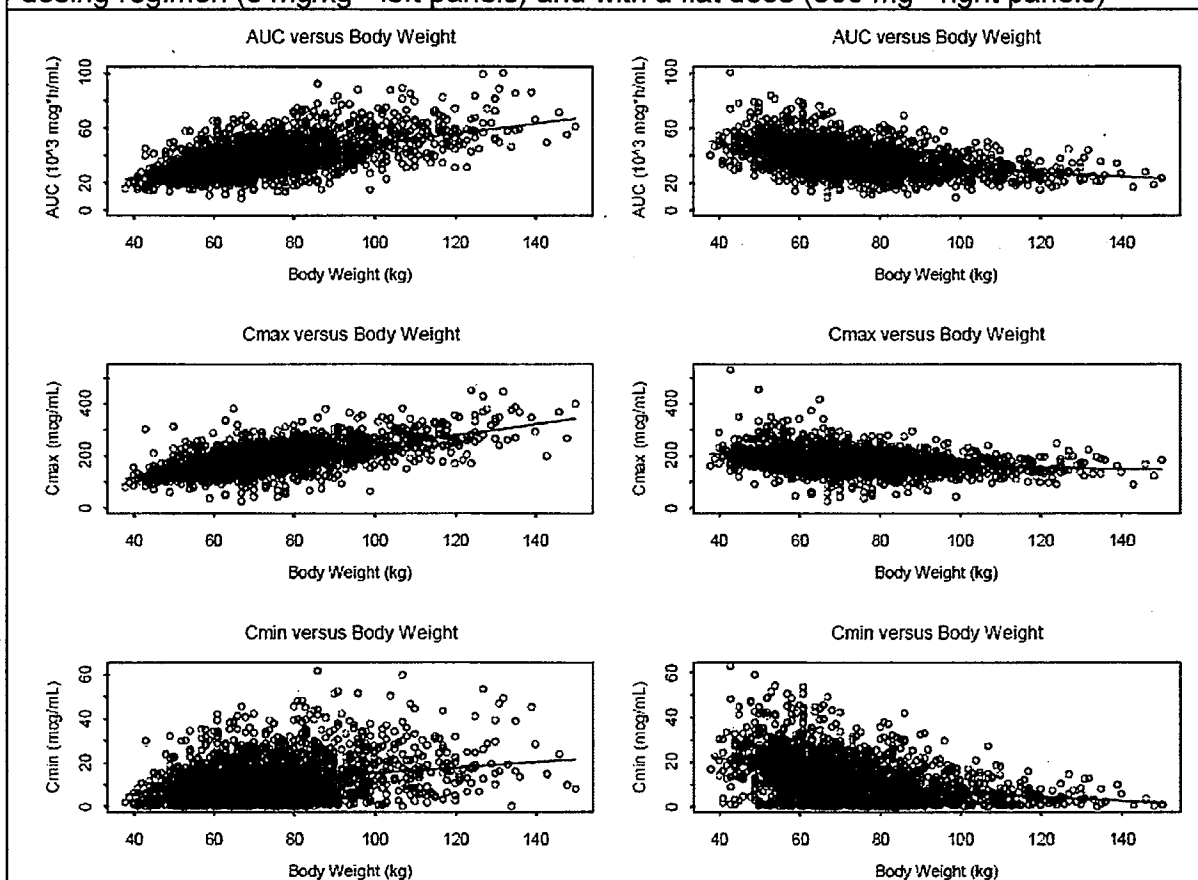 dosing regimen mg/kg - left panels) and with a flat dose mg - right panels)
AUC versus Body Weight
AUC (10^3 mcg*h/mL)
100
60
20
0
40 60 80 100 120 140
Body Weight (kg)
AUC versus Body Weight
AUC (10^3 mcg*h/mL)
100
60
20
0
40 60 80 100 120 140
Body Weight (kg)
Cmax versus Body Weight
Cmax (mcg/mL)
400
200
0
40 60 80 100 120 140
Body Weight (kg)
Cmax versus Body Weight
Cmax (mcg/mL)
400
200
0
40 60 80 100 120 140
Body Weight (kg)
Cmin versus Body Weight
Cmin (mcg/mL)
60
40
20
0
40 60 80 100 120 140
Body Weight (kg)
Cmin versus Body Weight
Cmin (mcg/mL)
60
40
20
0
40 60 80 100 120 140
Body Weight (kg)